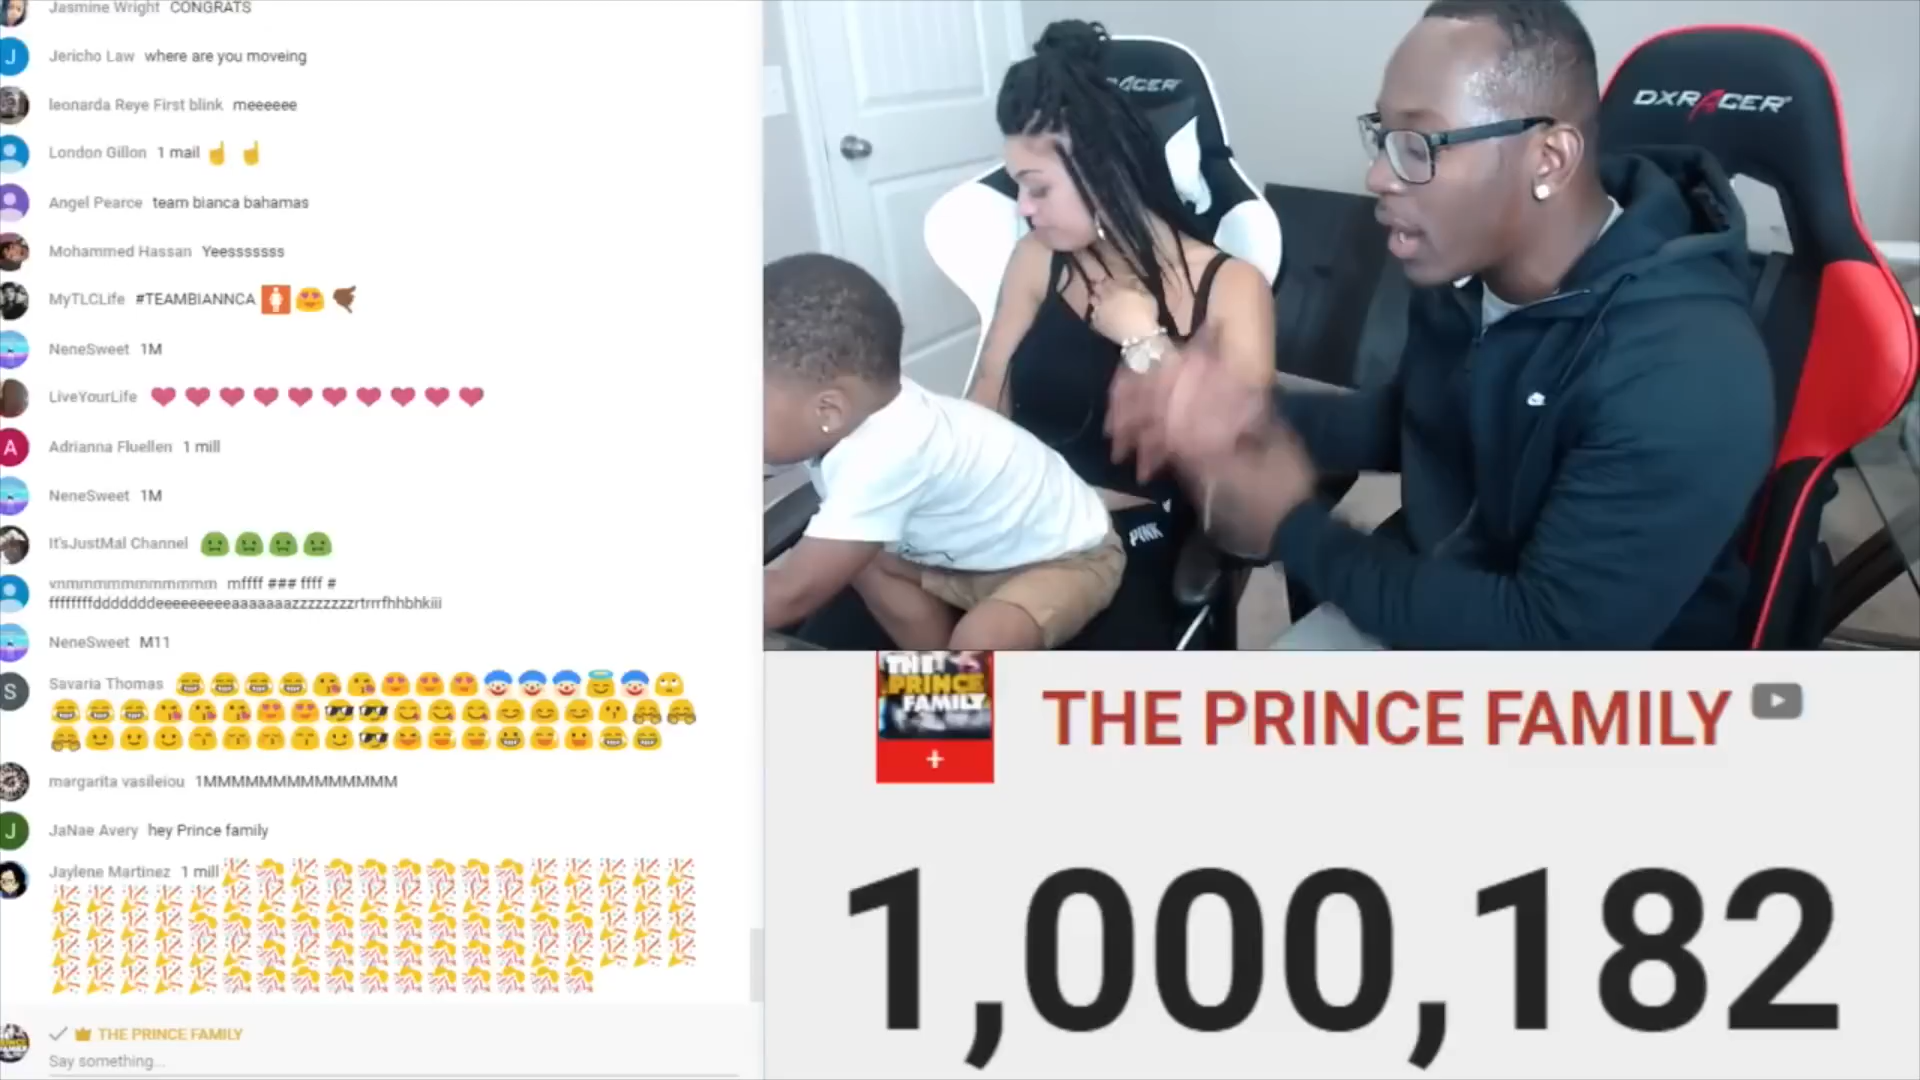 Jasmine Wright CONGRATS
Jericho Law where are you moveing
leonarda Reye First blink meeeeee
London Gillon 1 mail
Angel Pearce team bianca bahamas
Mohammed Hassan Yeesssssss
MyTLCLife #TEAMBIANNCA
NeneSweet 1M
LiveYourLife
Adrianna Fluellen 1 mill
NeneSweet 1M
It'sJustMal Channel
vnmmmmmmmmmmm mffff ### ffff #
ffffffffdddddddeeeeeeeeeaaaaaaazzzzzzzzrtrrrfhhbhkiii
NeneSweet M11
Savaria Thomas
margarita vasileiou 1MMMMMMMMMMMMMM
JaNae Avery hey Prince family
Jaylene Martinez 1 mill
THE PRINCE FAMILY
Say something...
DXRACER
PINK
THE PRINCE FAMILY
THE
PRINCE
FAMILY
+
1,000,182